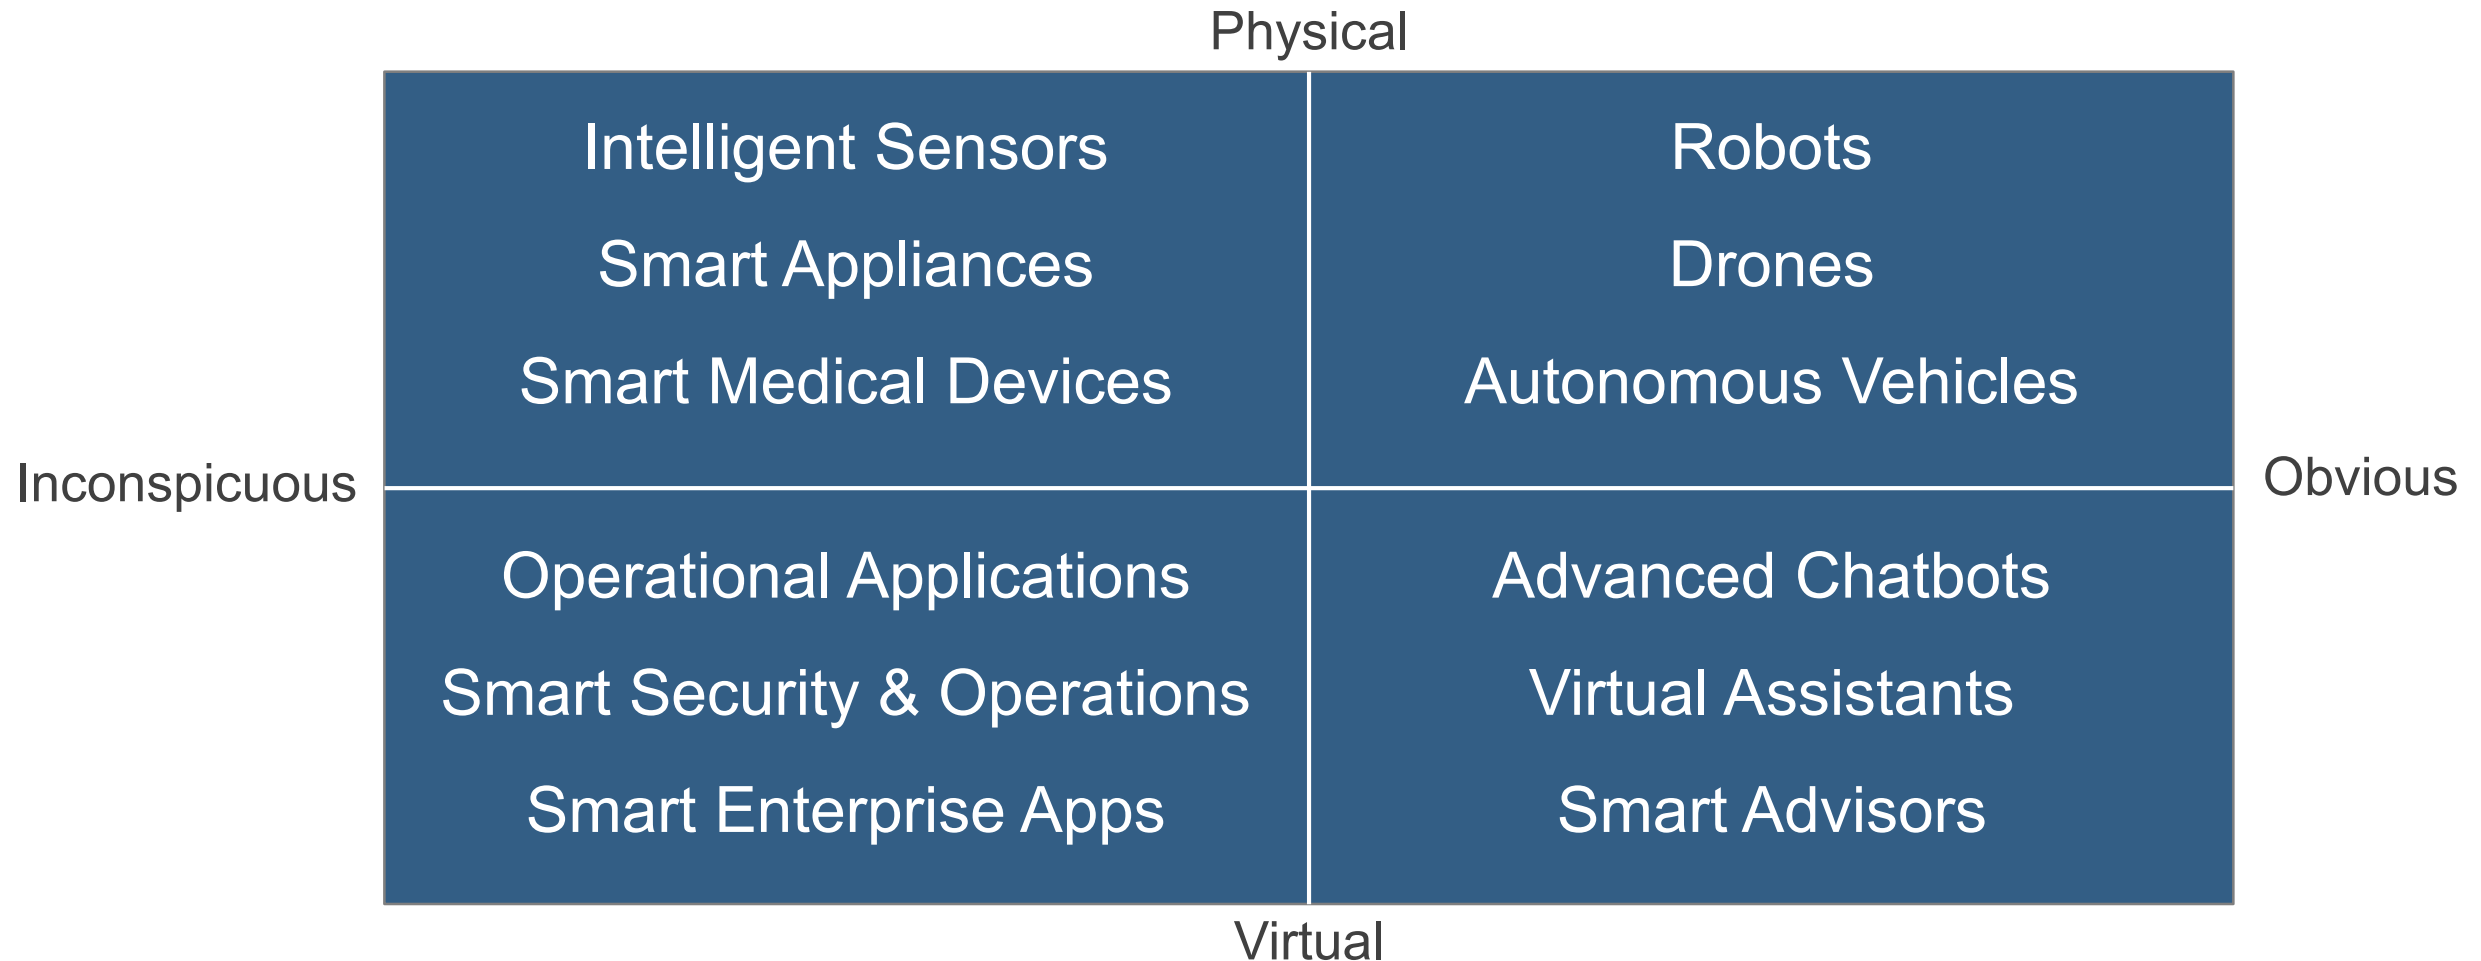 Physical
Intelligent Sensors
Smart Appliances
Smart Medical Devices
Robots
Drones
Autonomous Vehicles
Inconspicuous
Obvious
Operational Applications
Smart Security & Operations
Smart Enterprise Apps
Advanced Chatbots
Virtual Assistants
Smart Advisors
Virtual